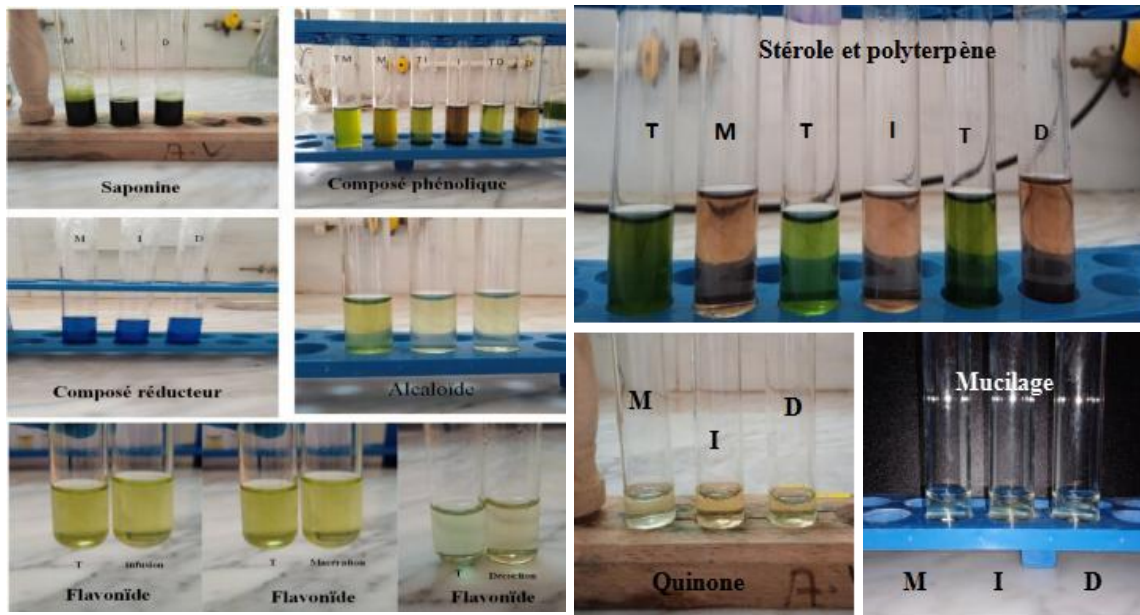 M I D
A.V
Saponine
TM M TI I TD D
Composé phénolique
M I D
Composé réducteur
Alcaloïde
T Infusion
Flavonïde
T Macération
Flavonïde
T Décoction
Flavonïde
Stérole et polyterpène
T M T I T D
M I D
Quinone
A.V
Mucilage
M I D